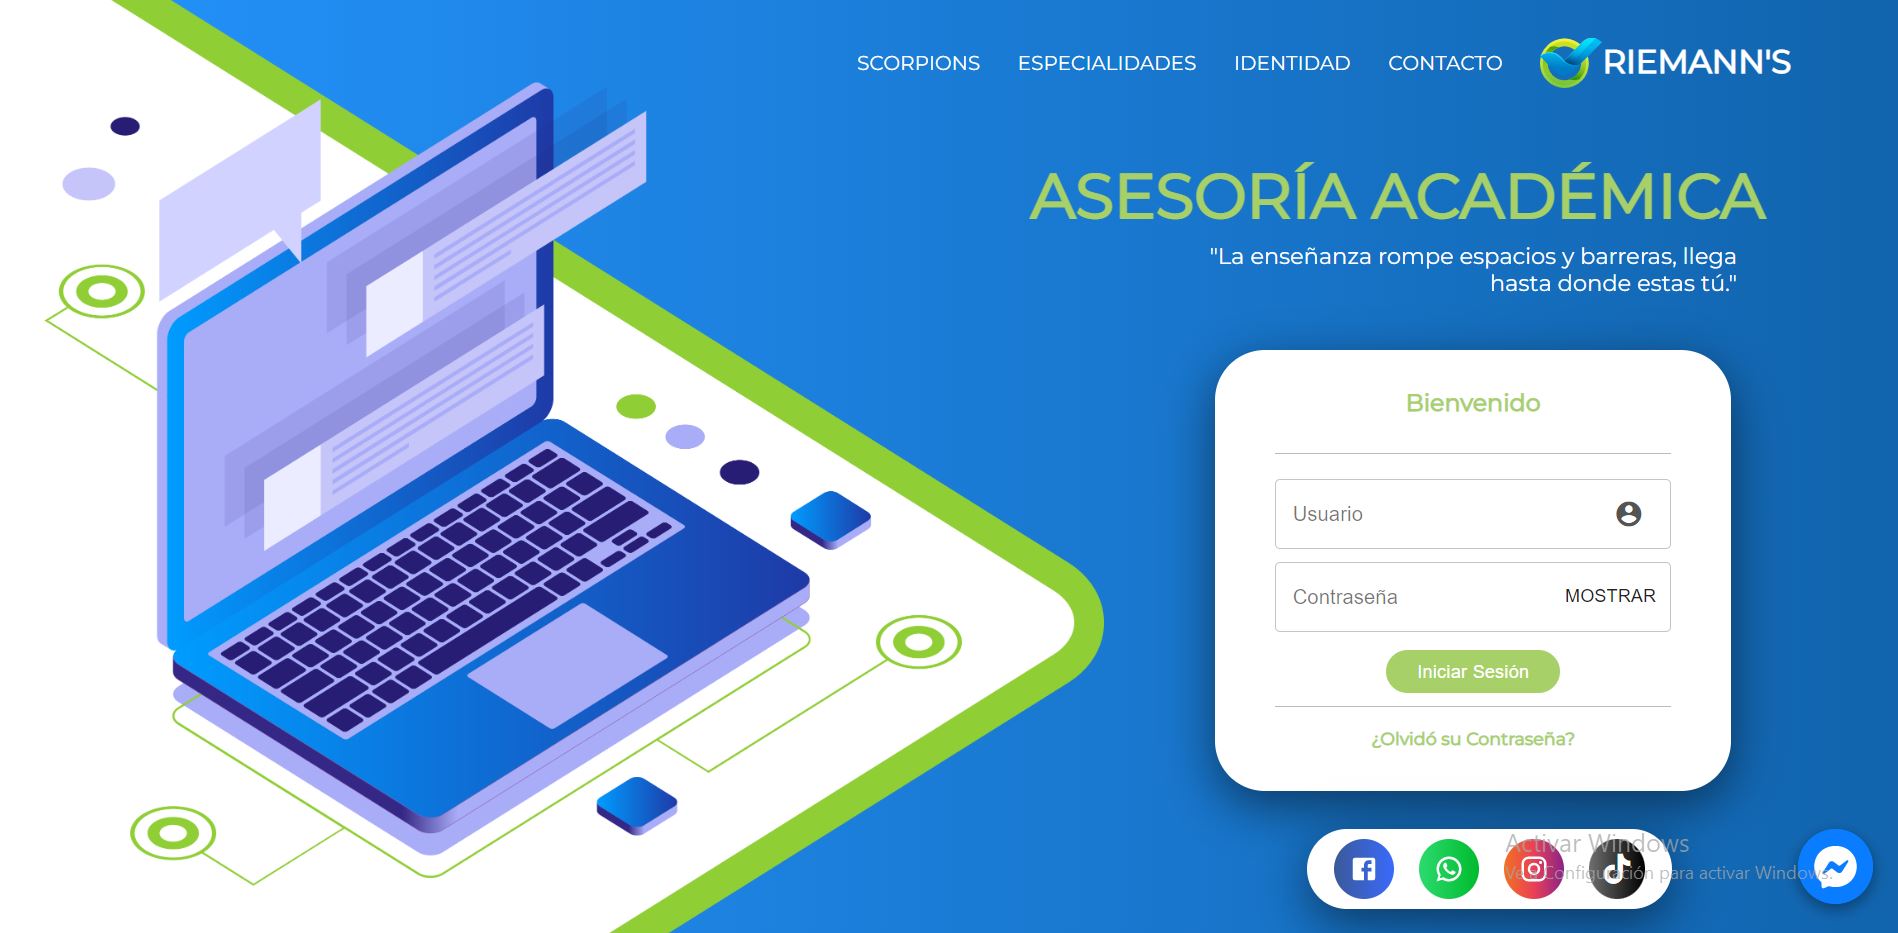 SCORPIONS ESPECIALIDADES IDENTIDAD CONTACTO RIEMANN'S
ASESORÍA ACADÉMICA
"La enseñanza rompe espacios y barreras, llega
hasta donde estas tú."
Bienvenido
Usuario
Contraseña MOSTRAR
Iniciar Sesión
¿Olvidó su Contraseña?
Activar Windows
Ve a Configuración para activar Windows.